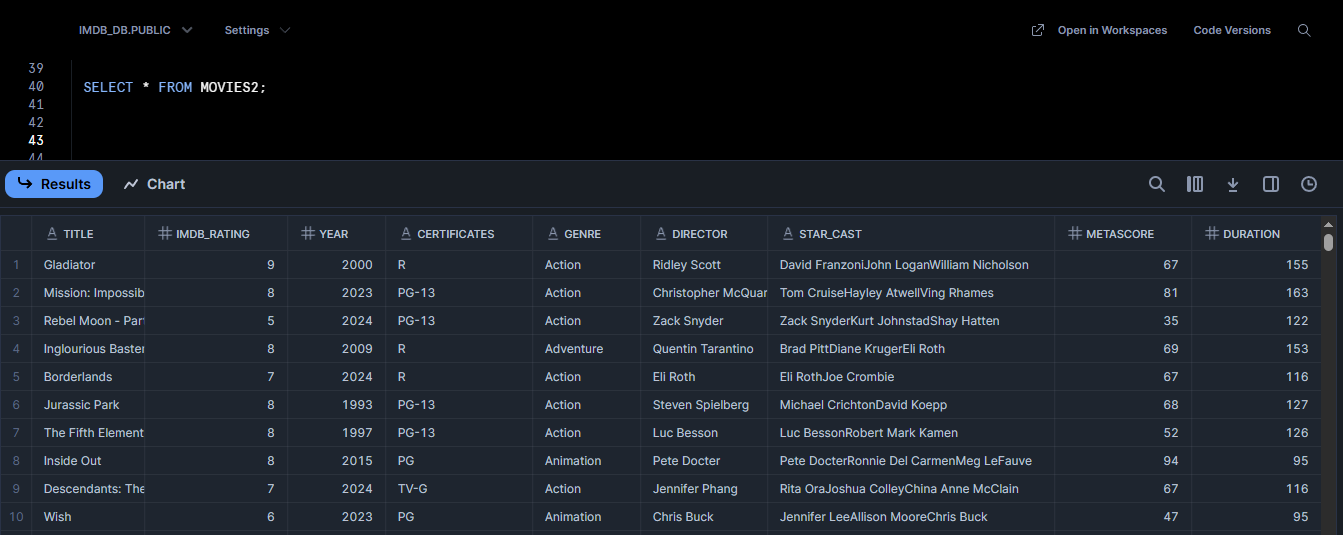 IMDB_DB.PUBLIC Settings Open in Workspaces Code Versions
39
40 SELECT * FROM MOVIES2;
41
42
43
44
Results Chart
TITLE IMDB_RATING YEAR CERTIFICATES GENRE DIRECTOR STAR_CAST METASCORE DURATION
1 Gladiator 9 2000 R Action Ridley Scott David FranzoniJohn LoganWilliam Nicholson 67 155
2 Mission: Impossib 8 2023 PG-13 Action Christopher McQuar Tom CruiseHayley AtwellVing Rhames 81 163
3 Rebel Moon - Part 5 2024 PG-13 Action Zack Snyder Zack SnyderKurt JohnstadShay Hatten 35 122
4 Inglourious Baster 8 2009 R Adventure Quentin Tarantino Brad PittDiane KrugerEli Roth 69 153
5 Borderlands 7 2024 R Action Eli Roth Eli RothJoe Crombie 67 116
6 Jurassic Park 8 1993 PG-13 Action Steven Spielberg Michael CrichtonDavid Koepp 68 127
7 The Fifth Element 8 1997 PG-13 Action Luc Besson Luc BessonRobert Mark Kamen 52 126
8 Inside Out 8 2015 PG Animation Pete Docter Pete DocterRonnie Del CarmenMeg LeFauve 94 95
9 Descendants: The 7 2024 TV-G Action Jennifer Phang Rita OraJoshua ColleyChina Anne McClain 67 116
10 Wish 6 2023 PG Animation Chris Buck Jennifer LeeAllison MooreChris Buck 47 95